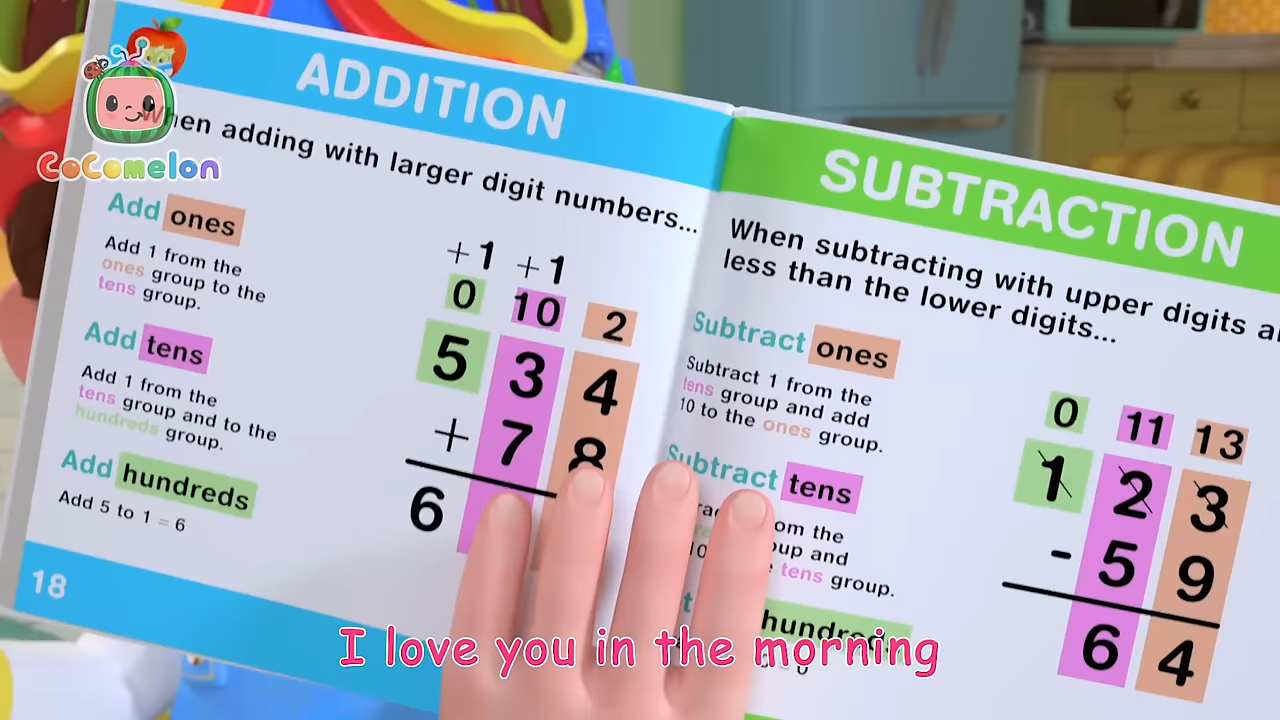 CoComelon
ADDITION
When adding with larger digit numbers...
Add ones
Add 1 from the
ones group to the
tens group.
Add tens
Add 1 from the
tens group and to the
hundreds group.
Add hundreds
Add 5 to 1 = 6
+1 +1
0 10 2
5 3 4
+ 7 8
6
18
SUBTRACTION
When subtracting with upper digits
less than the lower digits...
Subtract ones
Subtract 1 from the
tens group and add
10 to the ones group.
Subtract tens
from the
group and
tens group.
hundreds
0 11 13
1 2 3
- 5 9
6 4
I love you in the morning